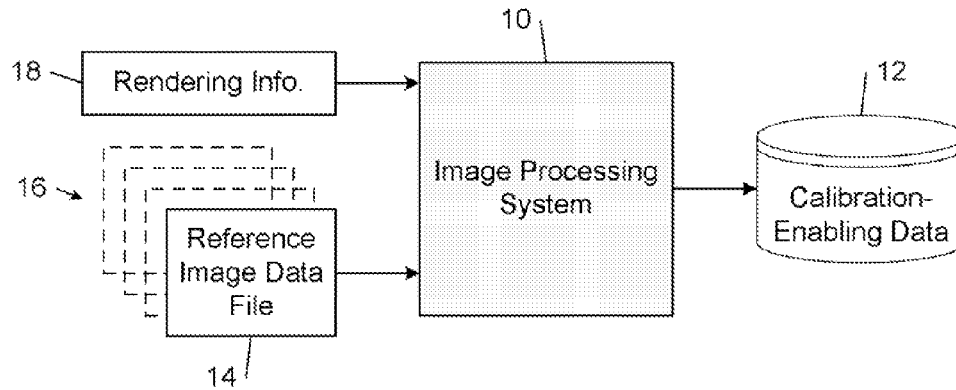 10
18
Rendering Info.
12
16
Image Processing
System
Calibration-
Enabling Data
Reference
Image Data
File
14